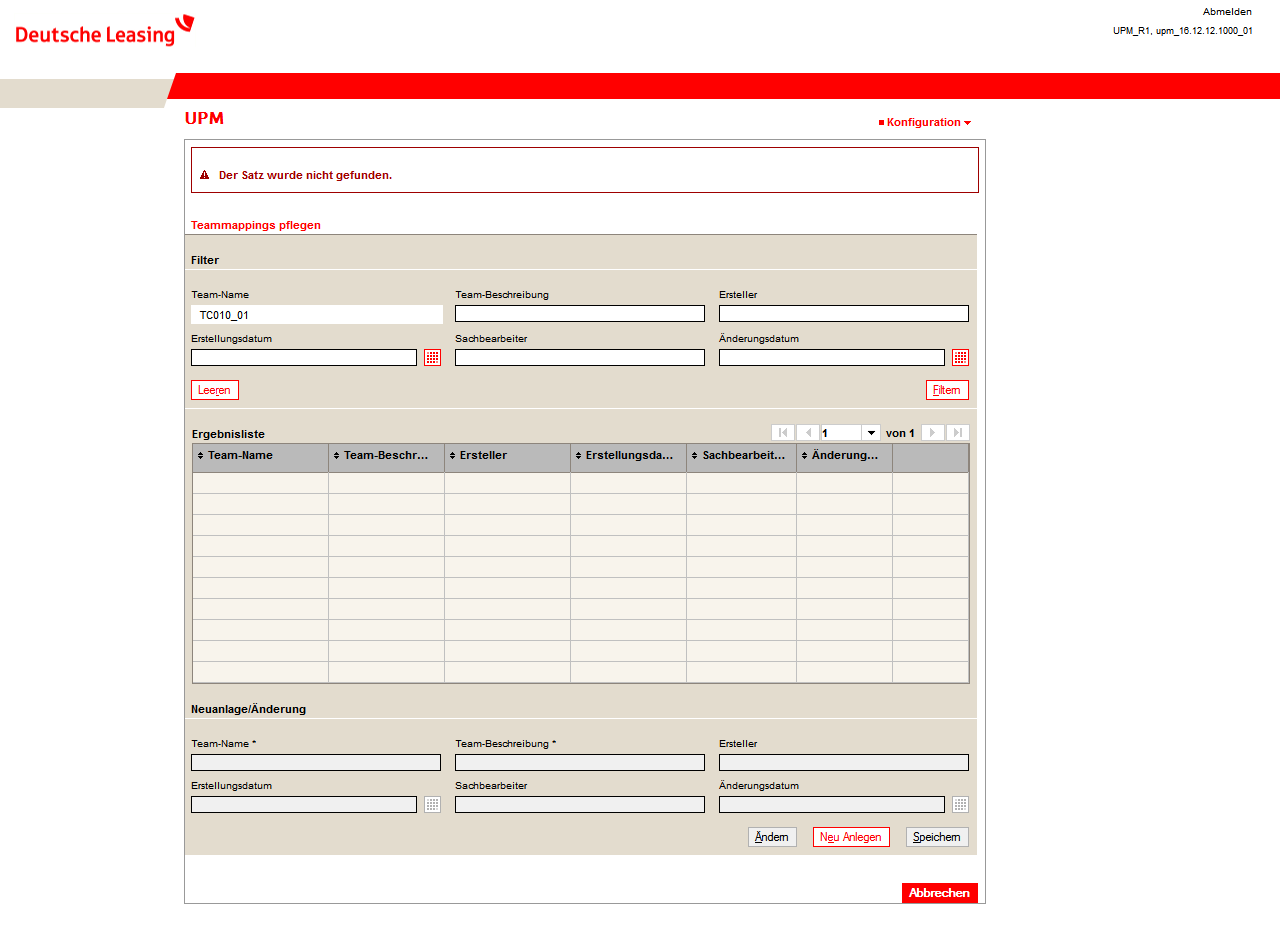 Deutsche Leasing
Abmelden
UPM_R1, upm_16.12.12.1000_01
UPM
Konfiguration
Der Satz wurde nicht gefunden.
Teammappings pflegen
Filter
Team-Name Team-Beschreibung Ersteller
TC010_01
Erstellungsdatum Sachbearbeiter Änderungsdatum
Leeren Filtern
Ergebnisliste 1 von 1
Team-Name Team-Beschr... Ersteller Erstellungsda... Sachbearbeit... Änderung...
Neuanlage/Änderung
Team-Name * Team-Beschreibung * Ersteller
Erstellungsdatum Sachbearbeiter Änderungsdatum
Ändern Neu Anlegen Speichern
Abbrechen